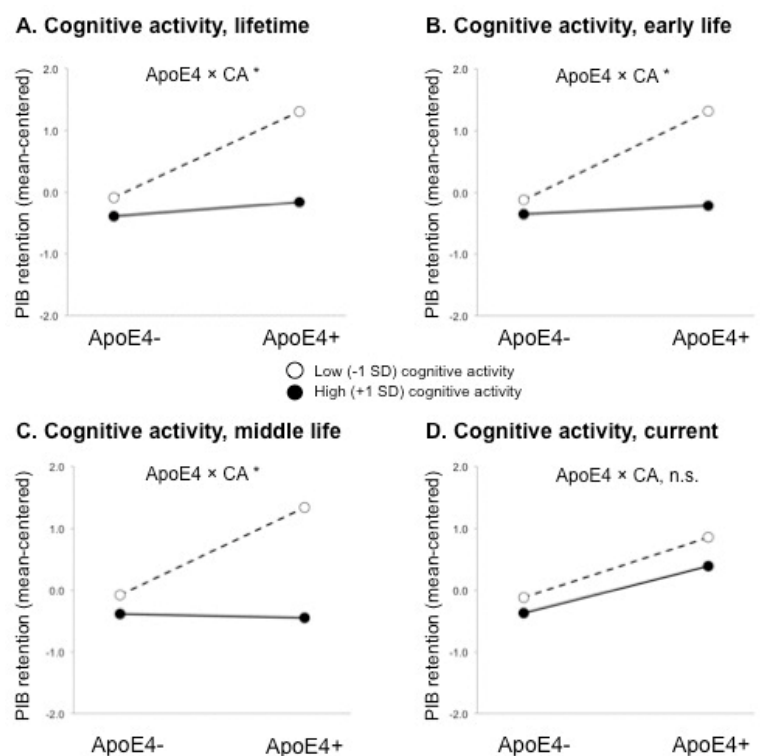 A. Cognitive activity, lifetime
B. Cognitive activity, early life
PIB retention (mean-centered)
2.0
1.0
0.0
-1.0
-2.0
ApoE4 × CA *
ApoE4-
ApoE4+
PIB retention (mean-centered)
2.0
1.0
0.0
-1.0
-2.0
ApoE4 × CA *
ApoE4-
ApoE4+
Low (-1 SD) cognitive activity
High (+1 SD) cognitive activity
C. Cognitive activity, middle life
D. Cognitive activity, current
PIB retention (mean-centered)
2.0
1.0
0.0
-1.0
-2.0
ApoE4 × CA *
ApoE4-
ApoE4+
PIB retention (mean-centered)
2.0
1.0
0.0
-1.0
-2.0
ApoE4 × CA, n.s.
ApoE4-
ApoE4+